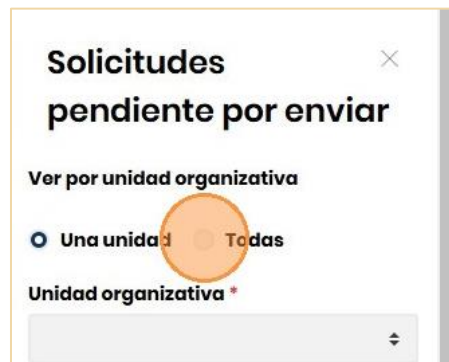 Solicitudes
pendiente por enviar
Ver por unidad organizativa
Una unidad Todas
Unidad organizativa *